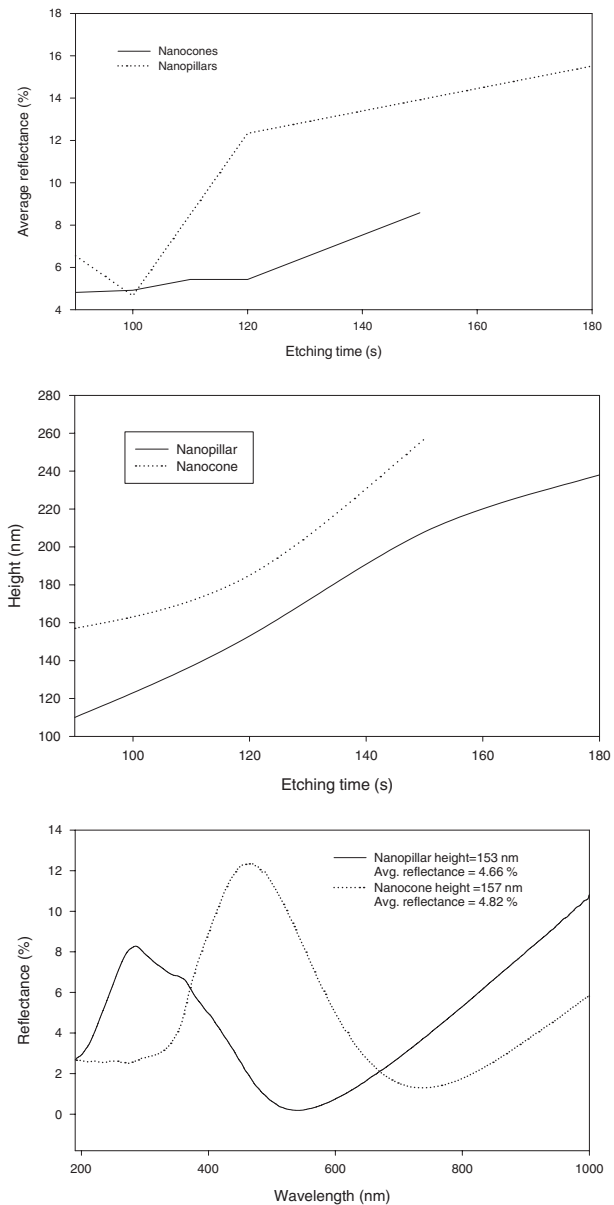 18
16
14
12
10
8
6
4
Average reflectance (%)
Nanocones
Nanopillars
100 120 140 160 180
Etching time (s)
280
260
240
220
200
180
160
140
120
100
Height (nm)
Nanopillar
Nanocone
100 120 140 160 180
Etching time (s)
14
12
10
8
6
4
2
0
Reflectance (%)
Nanopillar height=153 nm
Avg. reflectance = 4.66 %
Nanocone height=157 nm
Avg. reflectance = 4.82 %
200 400 600 800 1000
Wavelength (nm)